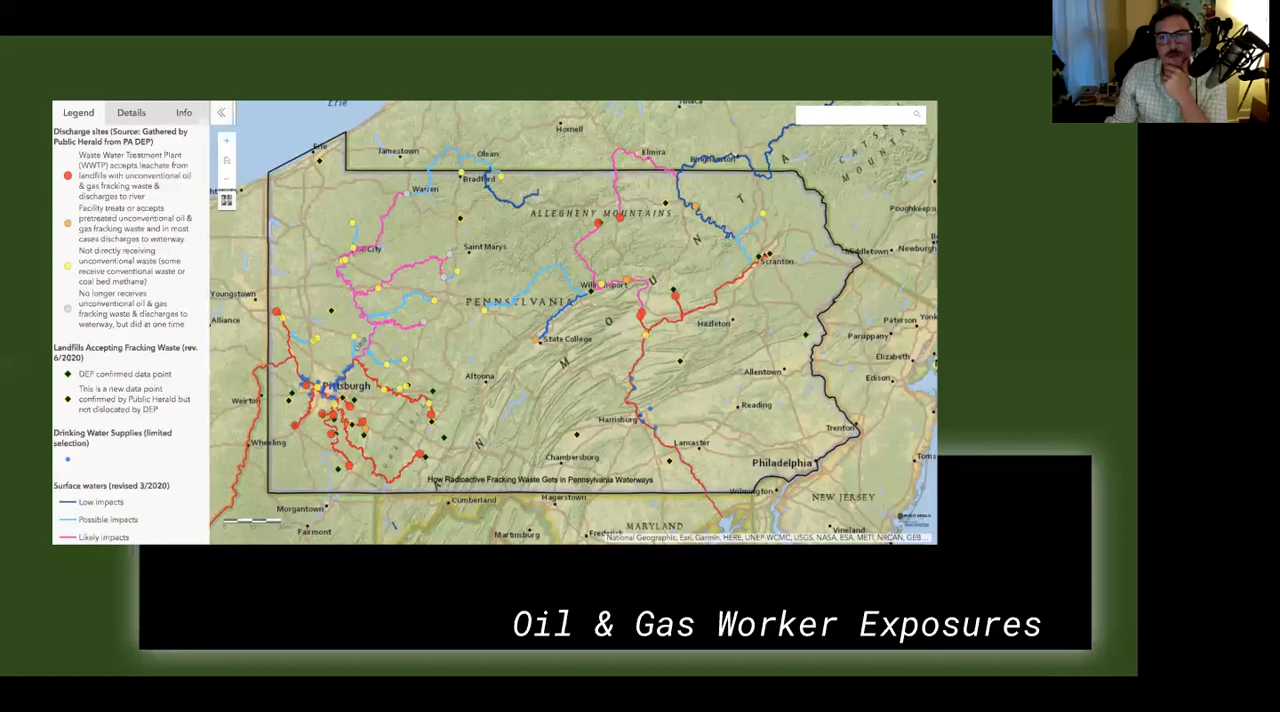 Legend Details Info
Discharge sites (Source: Gathered by
Public Herald from PA DEP)
Waste Water Treatment Plant
(WWTP) accepts leachate from
landfills with unconventional oil
& gas fracking waste &
discharges to river
Facility treats or accepts
pretreated unconventional oil &
gas fracking waste and in most
cases discharges to waterway.
Not directly receiving
unconventional waste (some
receive conventional waste or
coal bed methane)
No longer receives
unconventional oil & gas
fracking waste & discharges to
waterway, but did at one time
Landfills Accepting Fracking Waste (rev.
6/2020)
DEP confirmed data point
This is a new data point
confirmed by Public Herald but
not dislocated by DEP
Drinking Water Supplies (limited
selection)
Surface waters (revised 3/2020)
Low impacts
Possible impacts
Likely impacts
Erie
Ithaca
Hornell
Erie
Jamestown
Olean
Elmira
Binghamton
Warren
Bradford
ALLEGHENY MOUNTAINS
Poughkeepsi
Oil City
Saint Marys
Middletown
Newburgh
Scranton
Youngstown
PENNSYLVANIA
Alliance
State College
Hazleton
Paterson
Parsippany
Elizabeth
Allentown
Edison
Altoona
Pittsburgh
Weirton
Reading
Harrisburg
Trenton
Wheeling
Lancaster
Chambersburg
Philadelphia
How Radioactive Fracking Waste Gets in Pennsylvania Waterways
Wilmington
NEW JERSEY
Morgantown
Cumberland
Hagerstown
Fairmont
Martinsburg
MARYLAND
Vineland
National Geographic, Esri, Garmin, HERE, UNEP-WCMC, USGS, NASA, ESA, METI, NRCAN, GEB...
Oil & Gas Worker Exposures